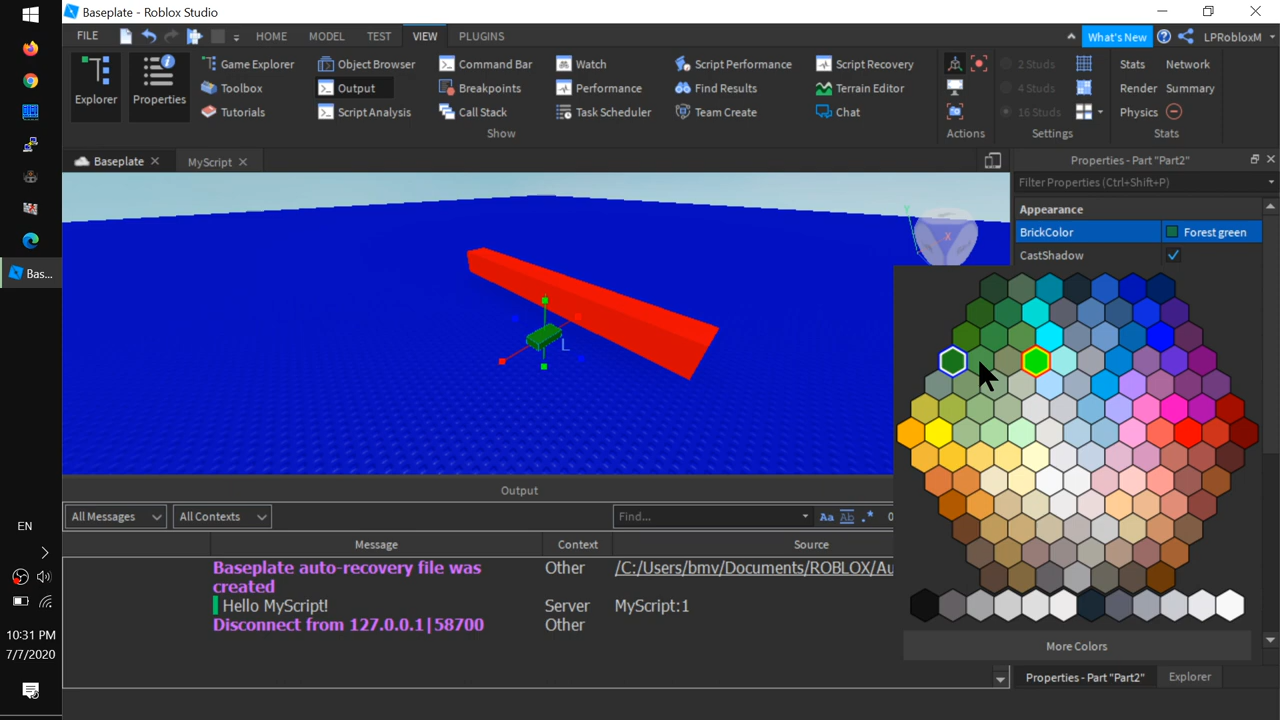 Baseplate - Roblox Studio
FILE HOME MODEL TEST VIEW PLUGINS What's New LPRobloxM
Explorer Properties Game Explorer Object Browser Command Bar Watch Script Performance Script Recovery 2 Studs Stats Network
Toolbox Output Breakpoints Performance Find Results Terrain Editor 4 Studs Render Summary
Tutorials Script Analysis Call Stack Task Scheduler Team Create Chat 16 Studs Physics
Show Actions Settings Stats
Baseplate MyScript
Properties - Part "Part2"
Filter Properties (Ctrl+Shift+P)
Appearance
BrickColor Forest green
CastShadow
Y
X
L
Bas...
More Colors
Output
All Messages All Contexts Find... Aa Ab .* 0
Message Context Source
Baseplate auto-recovery file was created Other /C:/Users/bmv/Documents/ROBLOX/Au
Hello MyScript! Server MyScript:1
Disconnect from 127.0.0.1|58700 Other
Properties - Part "Part2" Explorer
EN
10:31 PM
7/7/2020